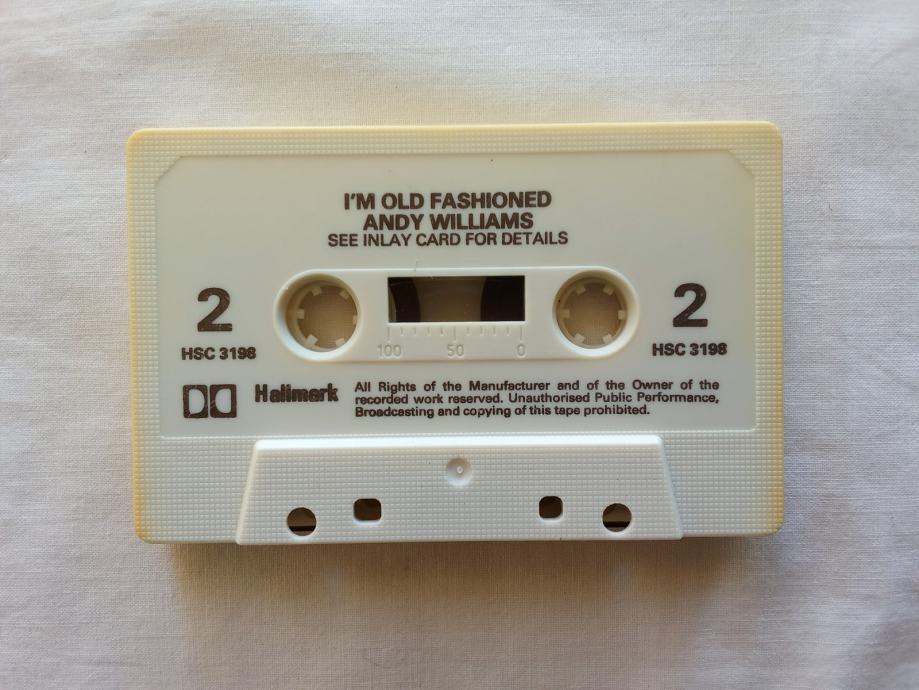 I'M OLD FASHIONED
ANDY WILLIAMS
SEE INLAY CARD FOR DETAILS
2
HSC 3198
2
HSC 3198
100 50 0
Hallmark
All Rights of the Manufacturer and of the Owner of the
recorded work reserved. Unauthorised Public Performance,
Broadcasting and copying of this tape prohibited.